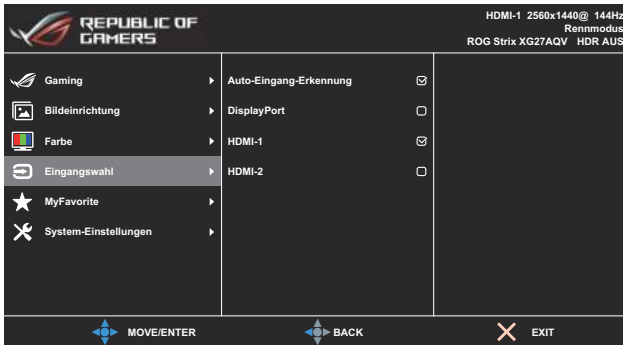 REPUBLIC OF
GAMERS
HDMI-1 2560x1440@ 144Hz
Rennmodus
ROG Strix XG27AQV HDR AUS
Gaming
Bildeinrichtung
Farbe
Eingangswahl
MyFavorite
System-Einstellungen
Auto-Eingang-Erkennung
DisplayPort
HDMI-1
HDMI-2
MOVE/ENTER
BACK
EXIT